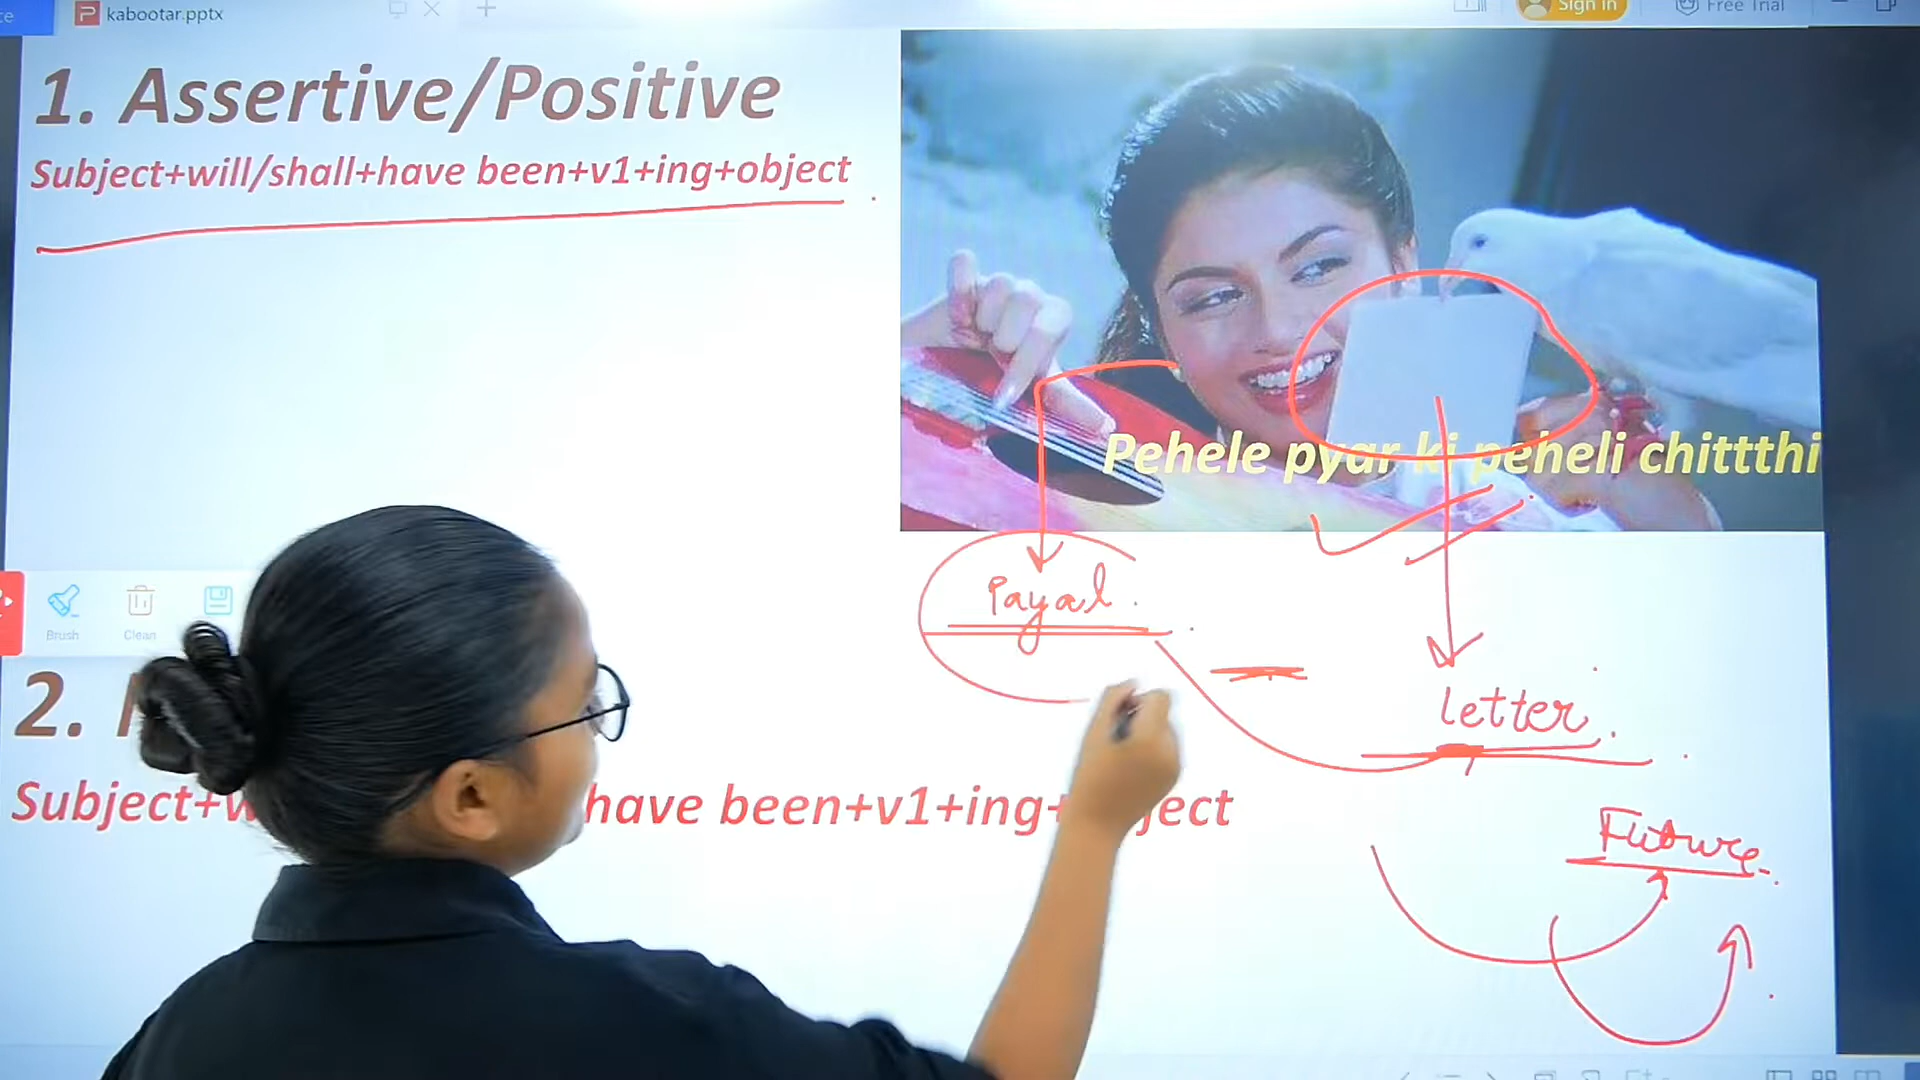 kabootar.pptx
Sign in
Free Trial
1. Assertive/Positive
Subject+will/shall+have been+v1+ing+object
Pehele pyar ki peheli chittthi
Payal
Letter
Brush
Clean
2.
Subject+w
have been+v1+ing+
ject
Future